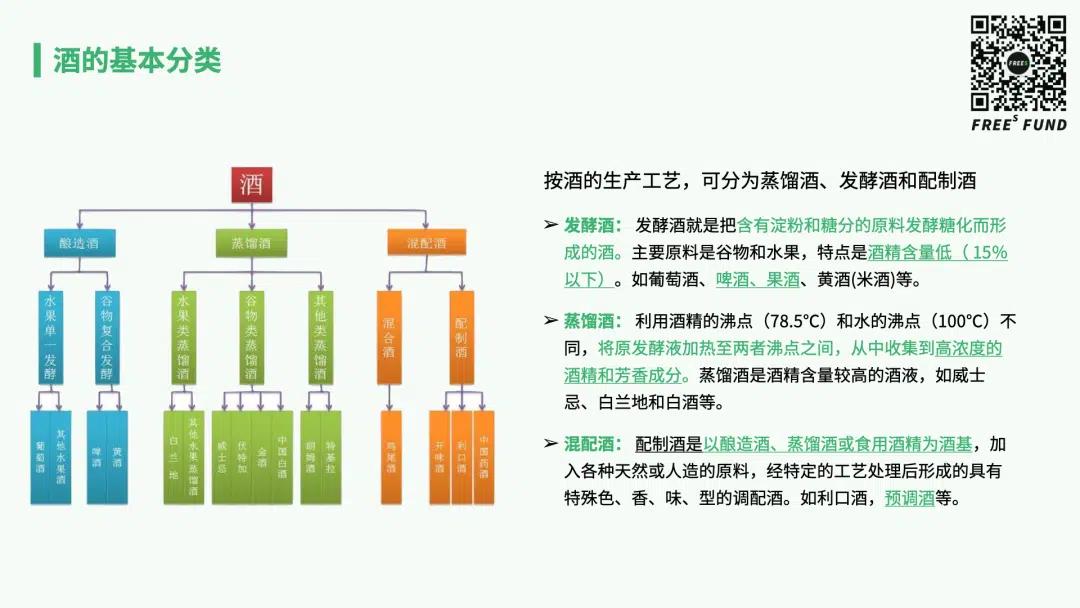 酒的基本分类
FREES
FREES FUND
酒
酿造酒
蒸馏酒
混配酒
水果单一发酵
谷物复合发酵
水果类蒸馏酒
谷物类蒸馏酒
其他类蒸馏酒
混合酒
配制酒
葡萄酒
其他水果酒
啤酒
黄酒
白兰地
其他水果蒸馏酒
威士忌
伏特加
金酒
中国白酒
朗姆酒
特基拉
鸡尾酒
开味酒
利口酒
中国药酒
按酒的生产工艺，可分为蒸馏酒、发酵酒和配制酒
➢ 发酵酒： 发酵酒就是把含有淀粉和糖分的原料发酵糖化而形
成的酒。主要原料是谷物和水果，特点是酒精含量低（ 15%
以下）。如葡萄酒、啤酒、果酒、黄酒(米酒)等。
➢ 蒸馏酒： 利用酒精的沸点（78.5℃）和水的沸点（100℃）不
同，将原发酵液加热至两者沸点之间，从中收集到高浓度的
酒精和芳香成分。蒸馏酒是酒精含量较高的酒液，如威士
忌、白兰地和白酒等。
➢ 混配酒： 配制酒是以酿造酒、蒸馏酒或食用酒精为酒基，加
入各种天然或人造的原料，经特定的工艺处理后形成的具有
特殊色、香、味、型的调配酒。如利口酒，预调酒等。